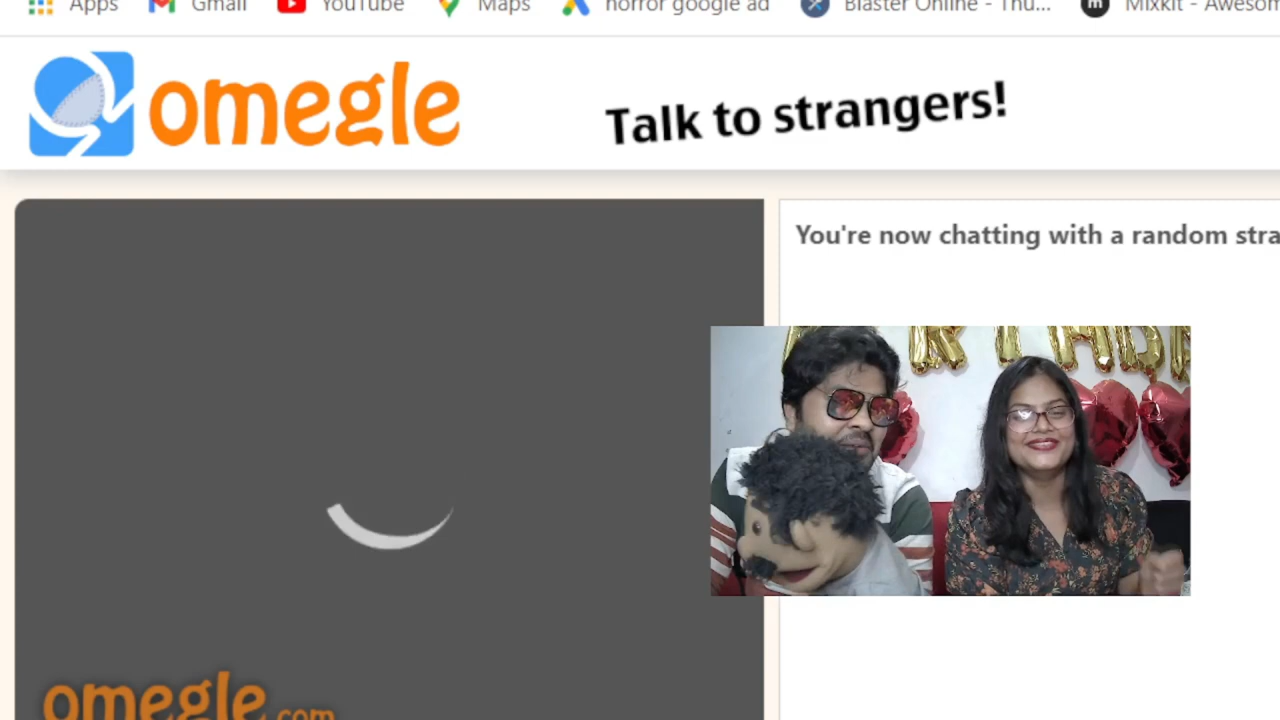 Apps Gmail YouTube Maps horror google ad Blaster Online - Thu... m Mixkit - Awesom
omegle Talk to strangers!
You're now chatting with a random stra
omegle.com